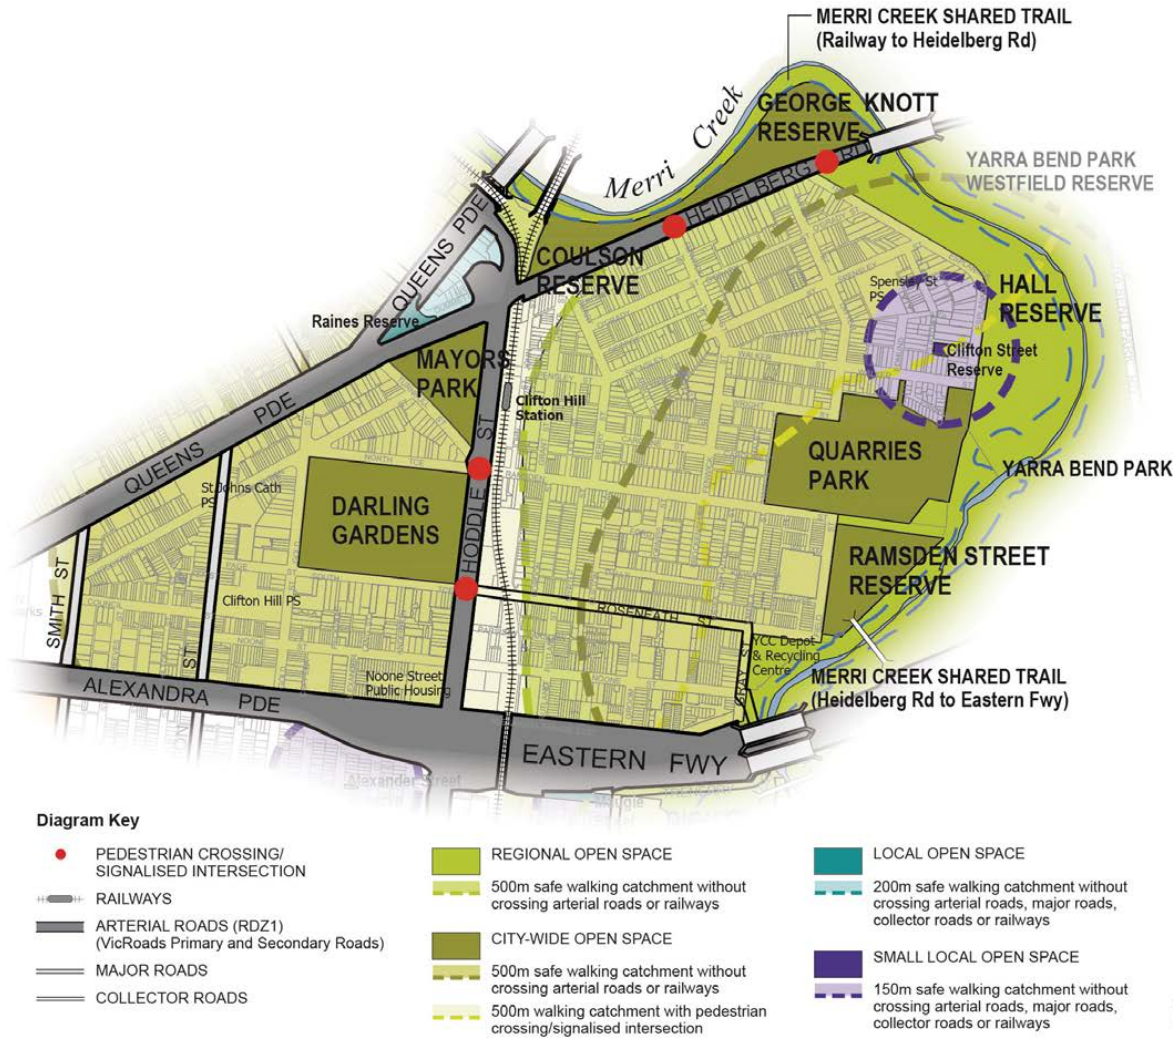 MERRI CREEK SHARED TRAIL
(Railway to Heidelberg Rd)
GEORGE KNOTT
RESERVE
Merri Creek
HEIDELBERG RD
YARRA BEND PARK
WESTFIELD RESERVE
QUEENS PDE
COULSON
RESERVE
Spensley St
PS
HALL
RESERVE
Raines Reserve
MAYORS
PARK
Clifton Street
Reserve
Clifton Hill
Station
QUEENS PDE
HODDLE ST
NORTH TCE
QUARRIES
PARK
YARRA BEND PARK
St Johns Cath
PS
DARLING
GARDENS
RAMSDEN STREET
RESERVE
SMITH ST
PAGE
SOUTH
Clifton Hill PS
ROSENEATH ST
NOONE
GRAY ST
YCC Depot
& Recycling
Centre
Noone Street
Public Housing
ST
MERRI CREEK SHARED TRAIL
(Heidelberg Rd to Eastern Fwy)
ALEXANDRA PDE
EASTERN FWY
Alexander Street
Diagram Key
PEDESTRIAN CROSSING/
SIGNALISED INTERSECTION
RAILWAYS
ARTERIAL ROADS (RDZ1)
(VicRoads Primary and Secondary Roads)
MAJOR ROADS
COLLECTOR ROADS
REGIONAL OPEN SPACE
500m safe walking catchment without
crossing arterial roads or railways
CITY-WIDE OPEN SPACE
500m safe walking catchment without
crossing arterial roads or railways
500m walking catchment with pedestrian
crossing/signalised intersection
LOCAL OPEN SPACE
200m safe walking catchment without
crossing arterial roads, major roads,
collector roads or railways
SMALL LOCAL OPEN SPACE
150m safe walking catchment without
crossing arterial roads, major roads,
collector roads or railways